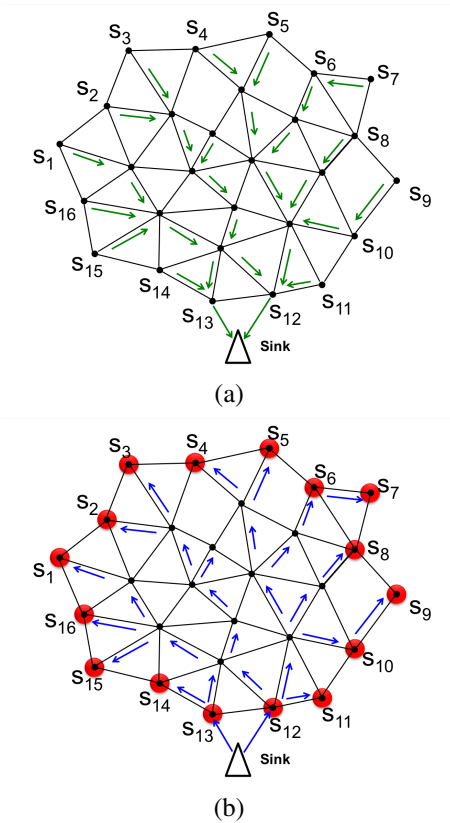 S5
S4
S3
S6
S7
S2
S8
S1
S9
S16
S10
S15
S14
S11
S13
S12
Sink
(a)
S5
S4
S3
S6
S7
S2
S8
S1
S9
S16
S10
S15
S14
S11
S12
S13
Sink
(b)